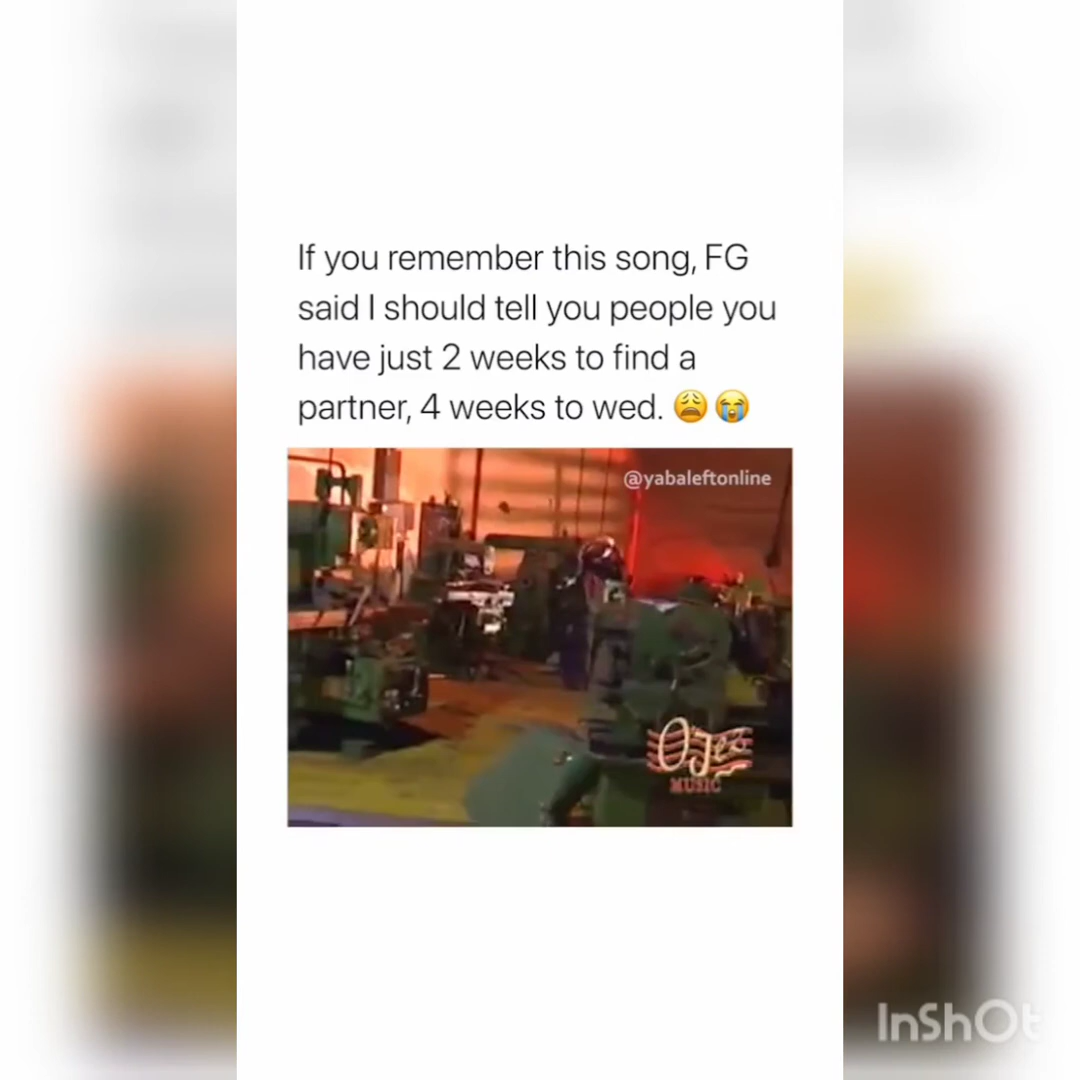 If you remember this song, FG
said I should tell you people you
have just 2 weeks to find a
partner, 4 weeks to wed. 😩😭
@yabaleftonline
O'Jez
MUSIC
InShOt